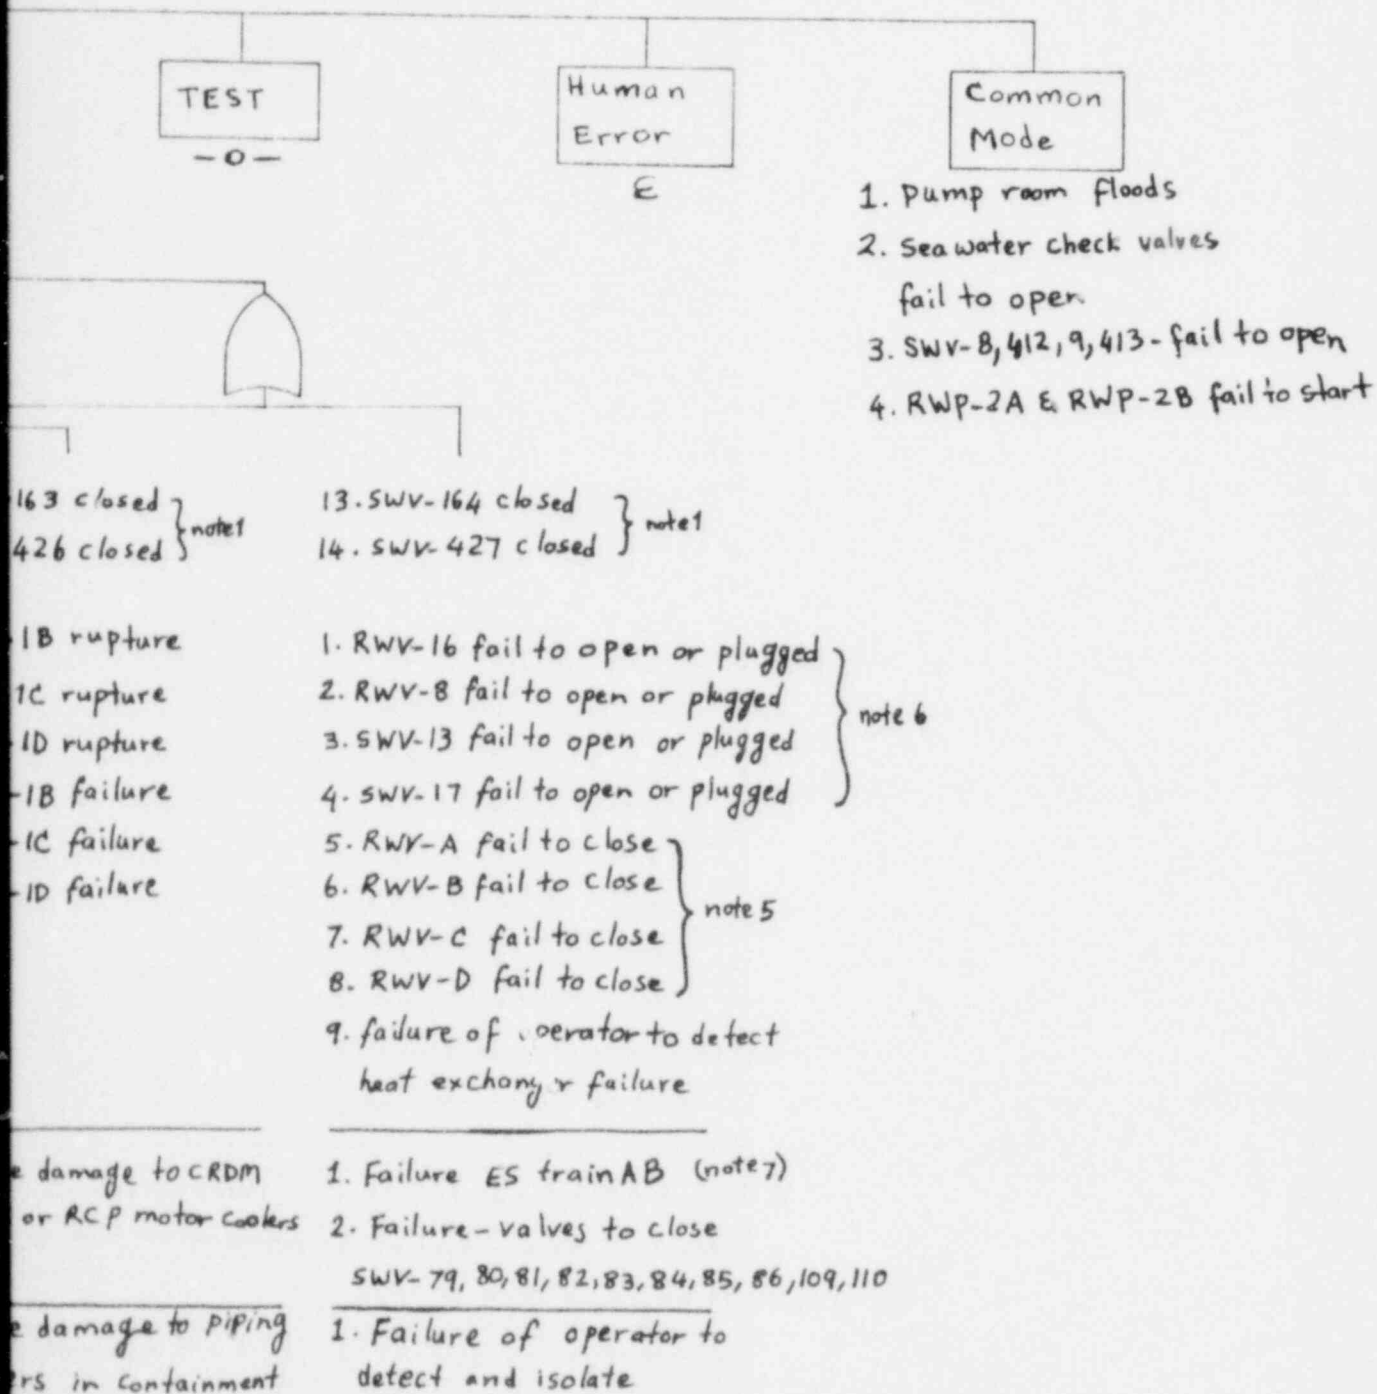 TEST
-0-
Human
Error
ε
Common
Mode
1. Pump room floods
2. Sea water check valves
fail to open
3. SWV-8,412,9,413-fail to open
4. RWP-2A & RWP-2B fail to start
163 closed
426 closed
note 1
13. SWV-164 closed
14. SWV-427 closed
note 1
1B rupture
1C rupture
1D rupture
-1B failure
-1C failure
-1D failure
1. RWV-16 fail to open or plugged
2. RWV-8 fail to open or plugged
3. SWV-13 fail to open or plugged
4. SWV-17 fail to open or plugged
note 6
5. RWV-A fail to close
6. RWV-B fail to close
7. RWV-C fail to close
8. RWV-D fail to close
note 5
9. failure of to detect
heat failure
damage to CRDM
or RCP motor coolers
1. Failure ES train AB (note 7)
2. Failure-valves to close
SWV-79, 80, 81, 82, 83, 84, 85, 86, 109, 110
damage to piping
in containment
1. Failure of operator to
detect and isolate